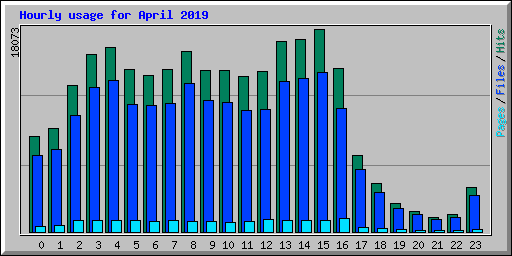 Hourly usage for April 2019
18073
Pages/Files/Hits
0 1 2 3 4 5 6 7 8 9 10 11 12 13 14 15 16 17 18 19 20 21 22 23